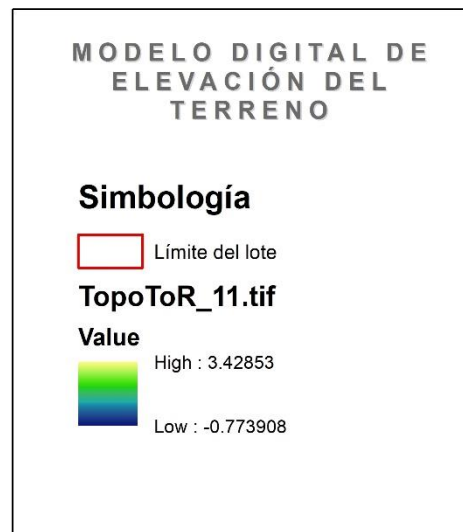 MODELO DIGITAL DE
ELEVACIÓN DEL
TERRENO
Simbología
Límite del lote
TopoToR_11.tif
Value
High : 3.42853
Low : -0.773908